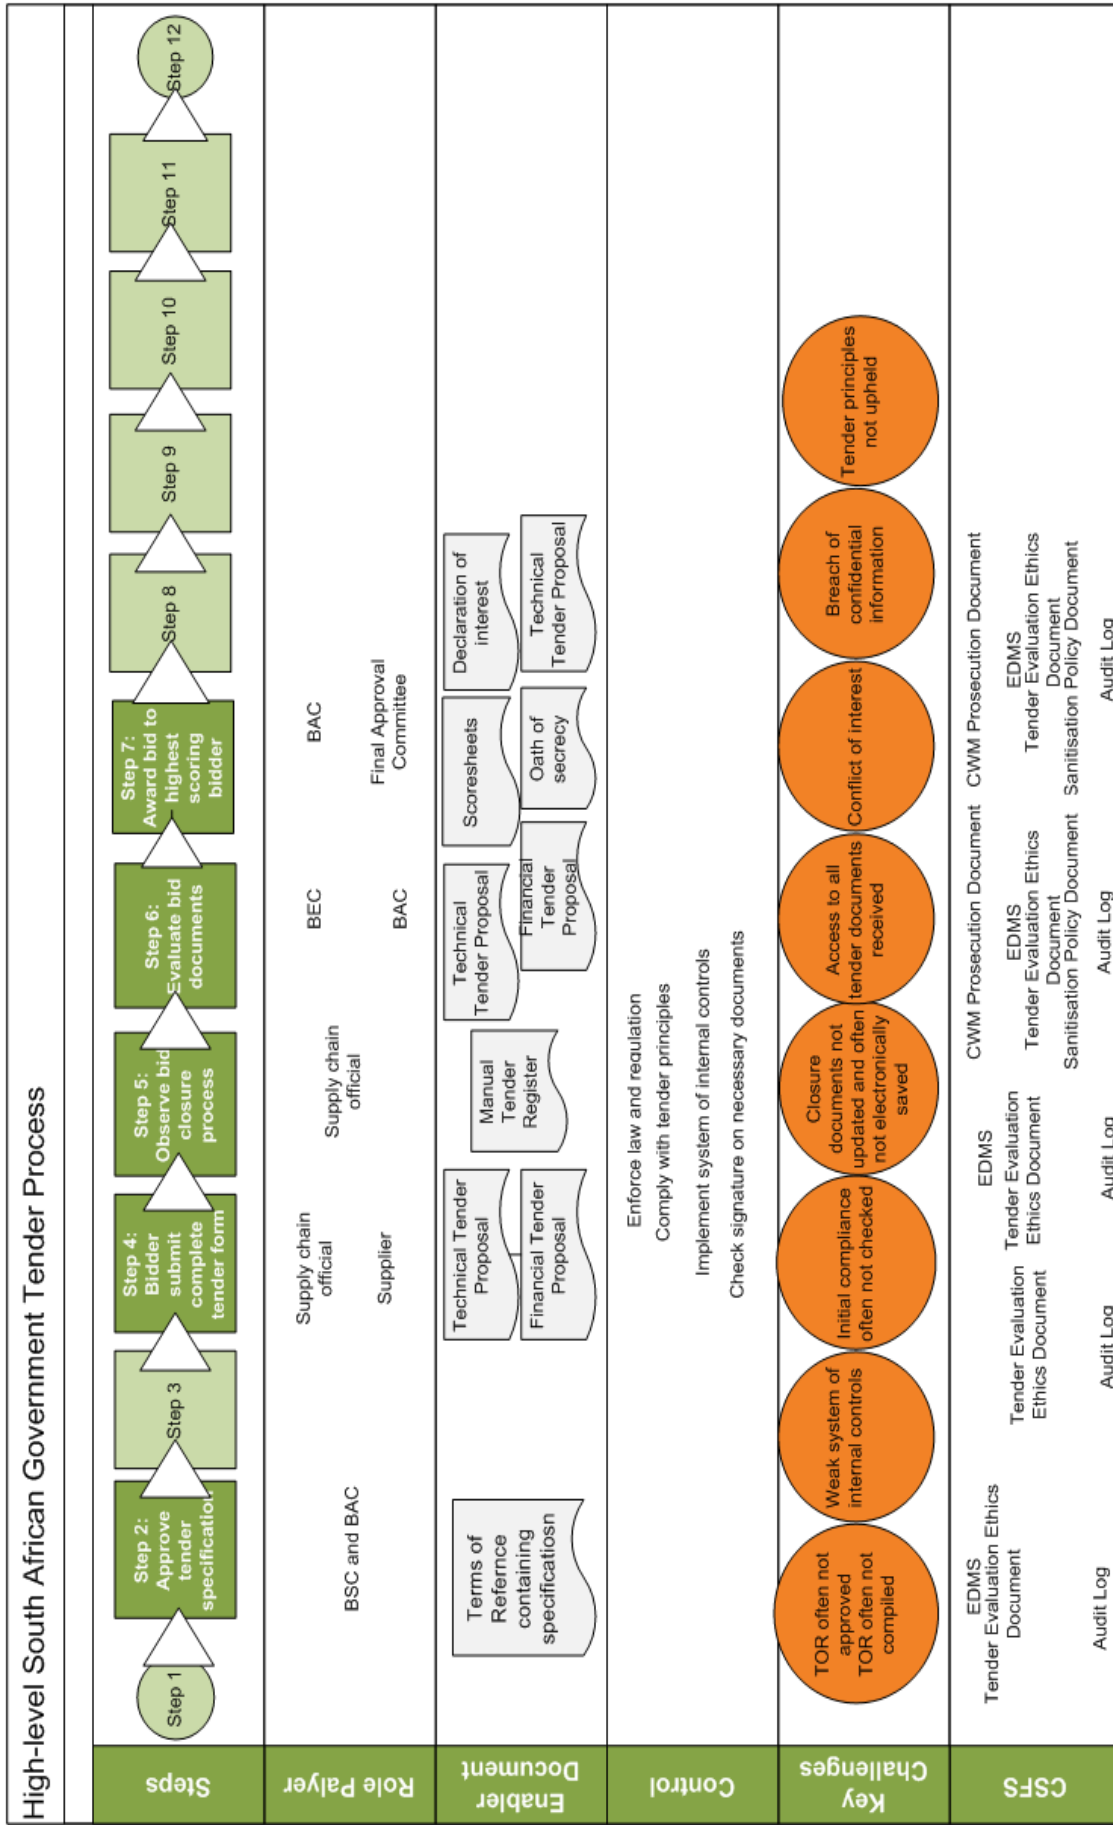 High-level South African Government Tender Process
Steps
Step 1
Step 2:
Approve
tender
specification
Step 3
Step 4:
Bidder
submit
complete
tender form
Step 5:
Observe bid
closure
process
Step 6:
Evaluate bid
documents
Step 7:
Award bid to
highest
scoring
bidder
Step 8
Step 9
Step 10
Step 11
Step 12
Role Palyer
BSC and BAC
Supply chain
official
Supplier
Supply chain
official
BEC
BAC
BAC
Final Approval
Committee
Enabler
Document
Terms of
Refernce
containing
specificatiosn
Technical Tender
Proposal
Financial Tender
Proposal
Manual
Tender
Register
Technical
Tender Proposal
Financial
Tender
Proposal
Scoresheets
Oath of
secrecy
Declaration of
interest
Technical
Tender Proposal
Control
Enforce law and regulation
Comply with tender principles
Implement system of internal controls
Check signature on necessary documents
Key
Challenges
TOR often not
approved
TOR often not
compiled
Weak system of
internal controls
Initial compliance
often not checked
Closure
documents not
updated and often
not electronically
saved
Access to all
tender documents
received
Conflict of interest
Breach of
confidential
information
Tender principles
not upheld
CSFS
EDMS
Tender Evaluation Ethics
Document
Audit Log
Tender Evaluation
Ethics Document
Audit Log
EDMS
Tender Evaluation
Ethics Document
Audit Log
CWM Prosecution Document
EDMS
Tender Evaluation Ethics
Document
Sanitisation Policy Document
Audit Log
CWM Prosecution Document
EDMS
Tender Evaluation Ethics
Document
Sanitisation Policy Document
Audit Log